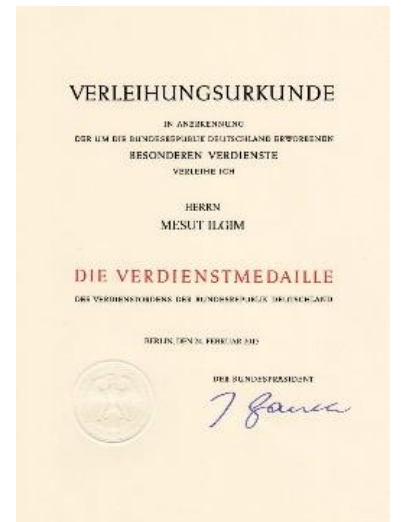 VERLEIHUNGSURKUNDE
IN ANERKENNUNG
DER UM DIE BUNDESREPUBLIK DEUTSCHLAND ERWORBENEN
BESONDEREN VERDIENSTE
VERLEIHE ICH
HERRN
MESUT ILGIM
DIE VERDIENSTMEDAILLE
DES VERDIENSTORDENS DER BUNDESREPUBLIK DEUTSCHLAND
BERLIN, DEN FEBRUAR
DER BUNDESPRÄSIDENT
J Gauck